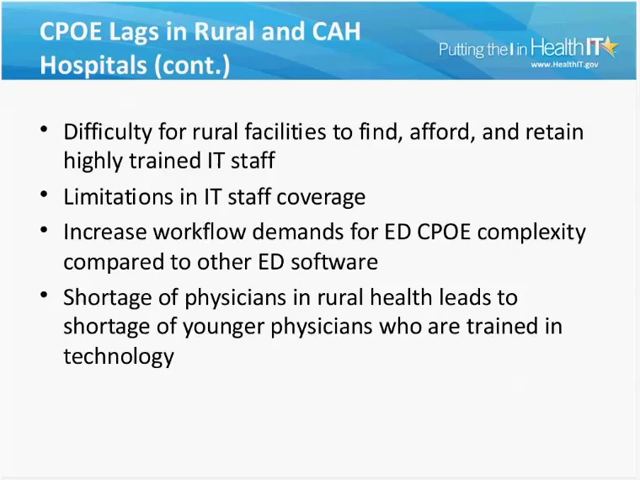 CPOE Lags in Rural and CAH
Hospitals (cont.)
Putting the I in Health IT
www.HealthIT.gov
• Difficulty for rural facilities to find, afford, and retain
highly trained IT staff
• Limitations in IT staff coverage
• Increase workflow demands for ED CPOE complexity
compared to other ED software
• Shortage of physicians in rural health leads to
shortage of younger physicians who are trained in
technology